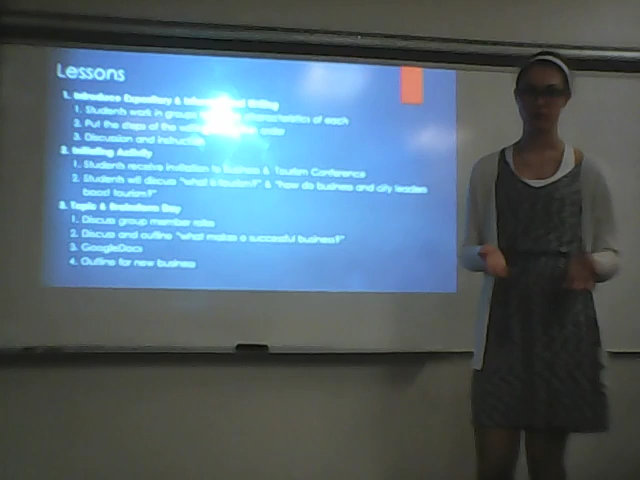 Lessons
1. Introduce Expository & Writing
1. Students work in groups characteristics of each
2. Put the steps of the order
3. Discussion and
2. Initiating Activity
1. Students receive invitation to Business & Tourism Conference
2. Students will discuss "what is tourism?" & "how do business and city leaders
boost tourism?"
3. Topic & Business Day
1. Discuss group member roles
2. Discuss and outline "what makes a successful business?"
3. GoogleDocs
4. Outline for new business